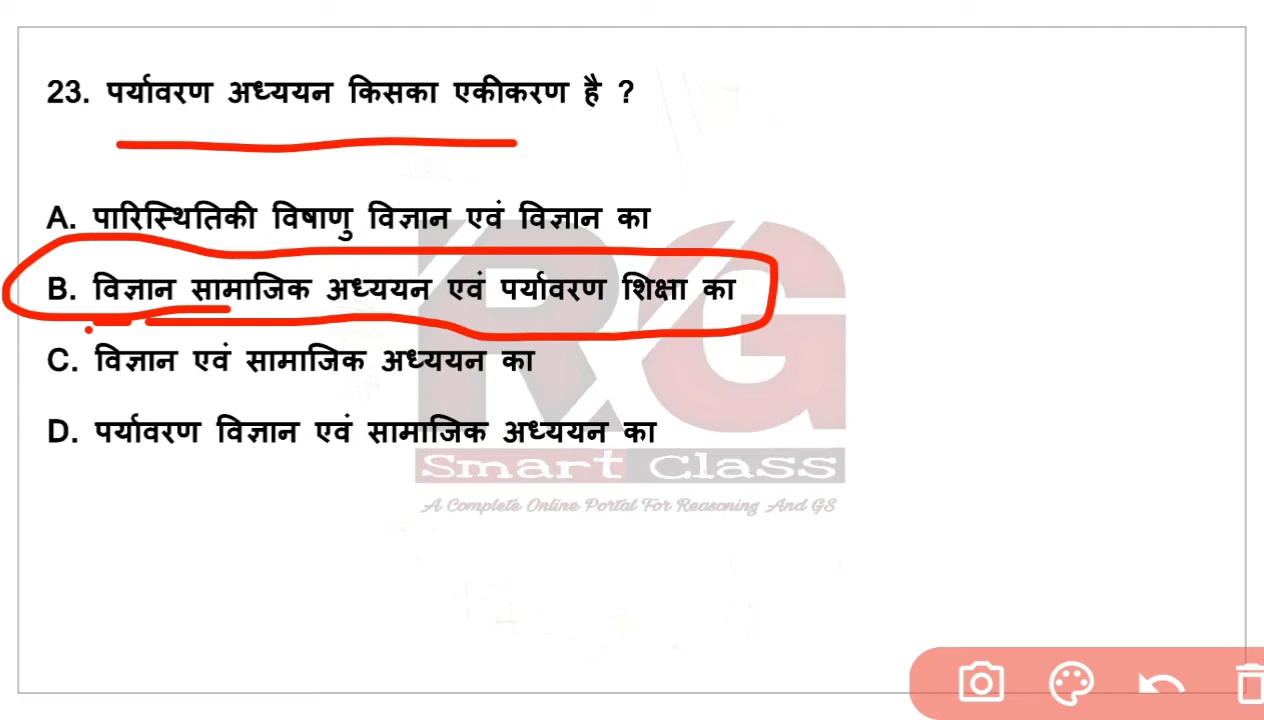 23. पर्यावरण अध्ययन किसका एकीकरण है ?
A. पारिस्थितिकी विषाणु विज्ञान एवं विज्ञान का
B. विज्ञान सामाजिक अध्ययन एवं पर्यावरण शिक्षा का
C. विज्ञान एवं सामाजिक अध्ययन का
D. पर्यावरण विज्ञान एवं सामाजिक अध्ययन का
RG
Smart Class
A Complete Online Portal For Reasoning And GS